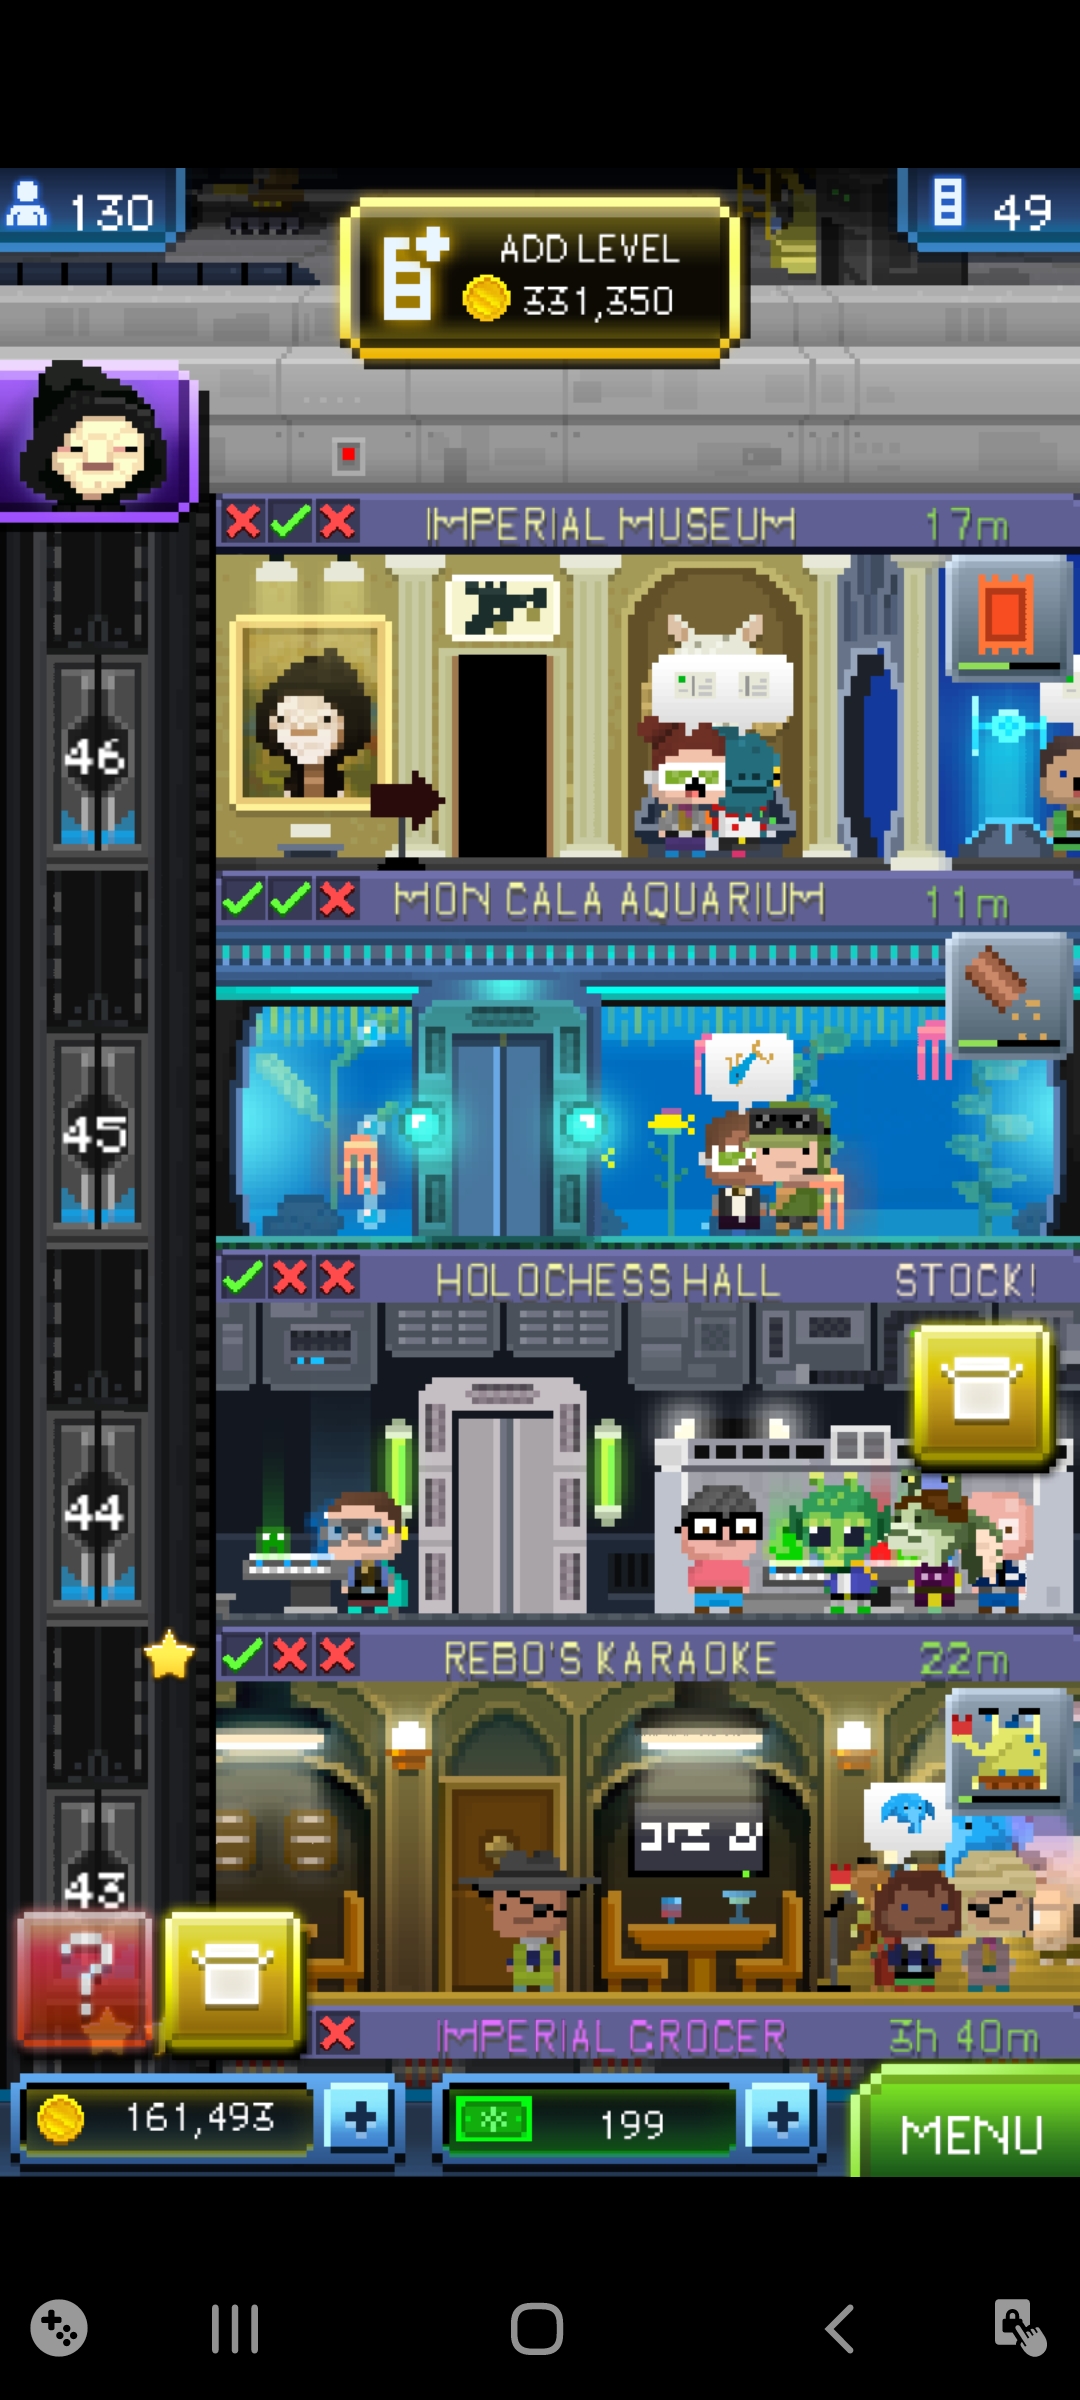 130
ADD LEVEL
331,350
49
IMPERIAL MUSEUM 17m
46
MON CALA AQUARIUM 11m
45
HOLOCHESS HALL STOCK!
44
REBO'S KARAOKE 22m
43
?
IMPERIAL GROCER 3h 40m
161,493 + 199 +
MENU